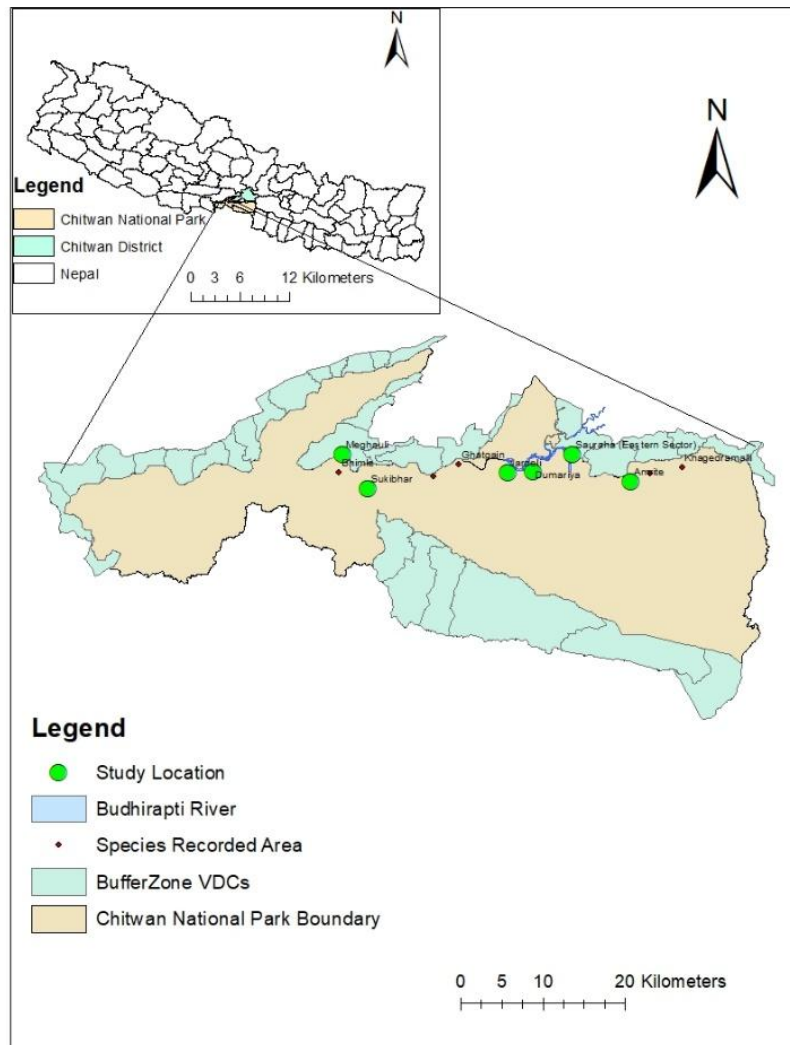 N
Legend
Chitwan National Park
Chitwan District
Nepal
0 3 6 12 Kilometers
N
Meghauli
Bhimle
Sukibhar
Ghatgain
Dumariya
Sauraha (Eastern Sector)
Amrite
Khagedramalli
Legend
Study Location
Budhirapti River
Species Recorded Area
BufferZone VDCs
Chitwan National Park Boundary
0 5 10 20 Kilometers